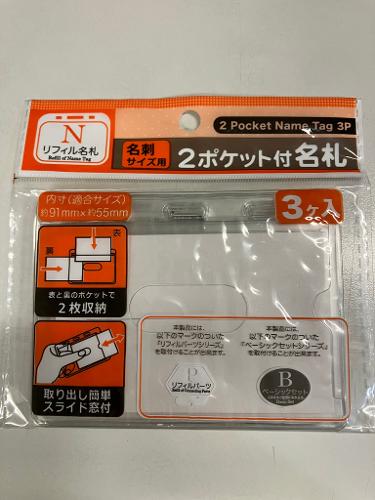 N
リフィル名札
Refill of Name Tag
2 Pocket Name Tag 3P
名刺
サイズ用
2ポケット付名札
内寸(適合サイズ)
約91mm×約55mm
3ヶ入
表
裏
表と裏のポケットで
2枚収納
取り出し簡単
スライド窓付
本製品には、
以下のマークのついた
「リフィルパーツシリーズ」
を取付けることが出来ます。
P
リフィルパーツ
本製品には、
以下のマークのついた
「ベーシックセットシリーズ」
を取付けることが出来ます。
B
ベーシックセット